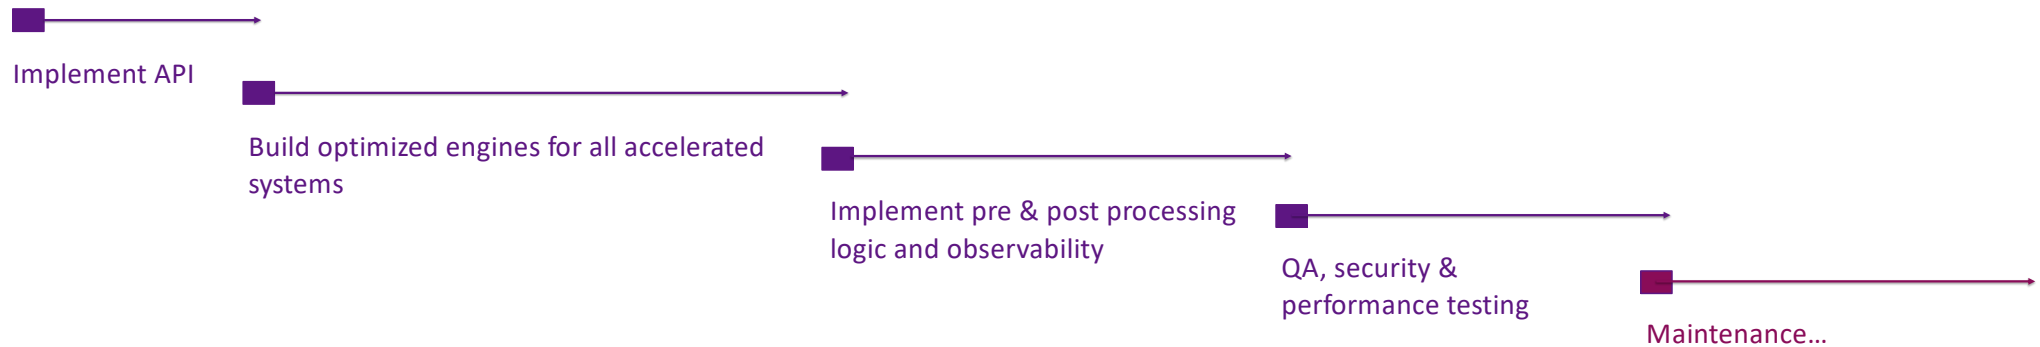 Implement API
Build optimized engines for all accelerated
systems
Implement pre & post processing
logic and observability
QA, security &
performance testing
Maintenance…